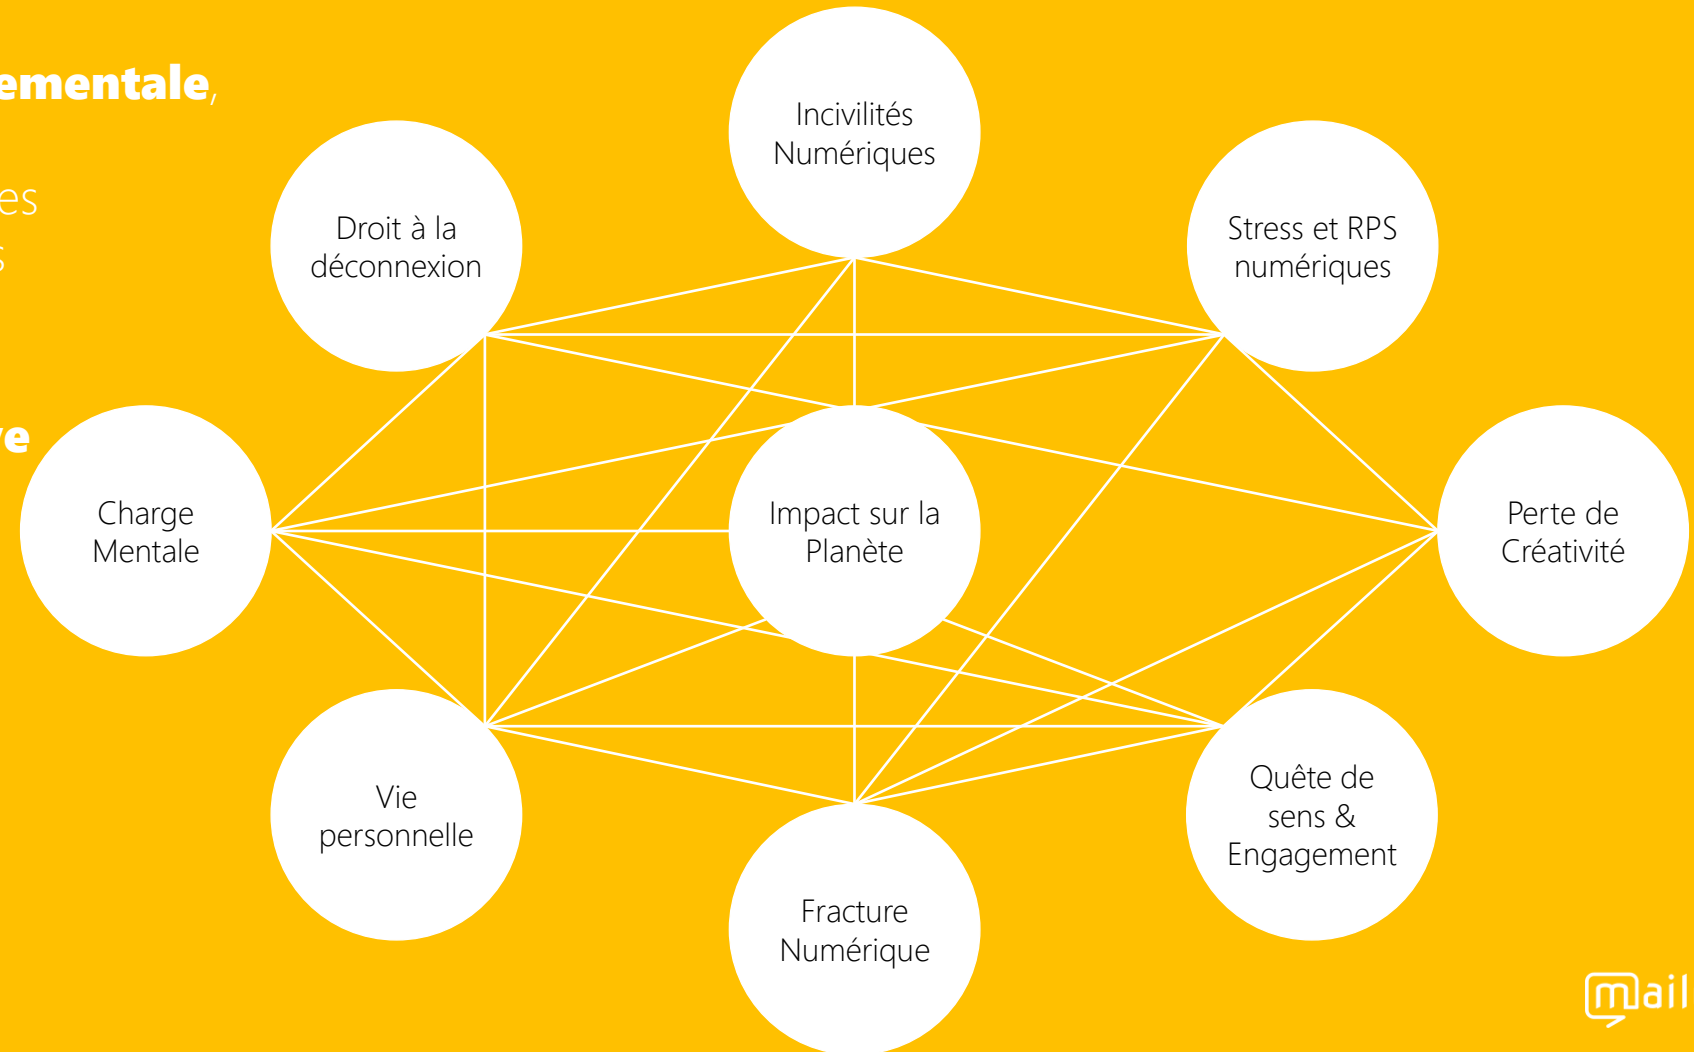 Incivilités
Numériques
Droit à la
déconnexion
Stress et RPS
numériques
Charge
Mentale
Impact sur la
Planète
Perte de
Créativité
Vie
personnelle
Quête de
sens &
Engagement
Fracture
Numérique
mail